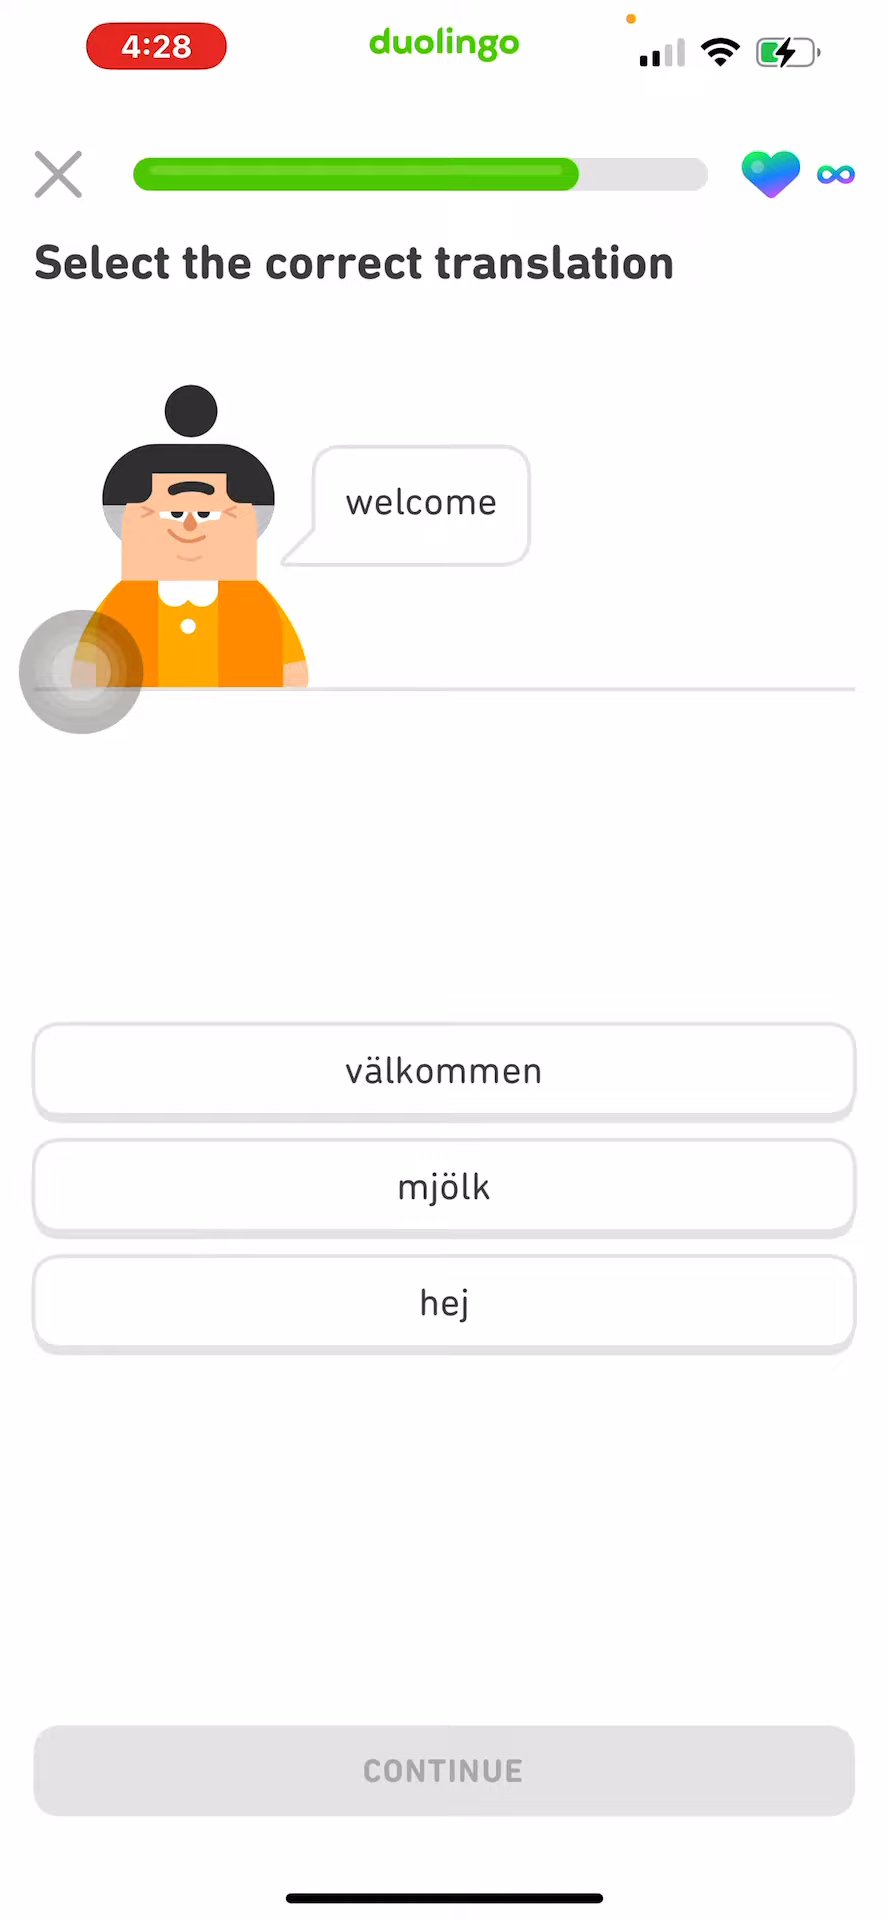 4:28
duolingo
Select the correct translation
welcome
välkommen
mjölk
hej
CONTINUE